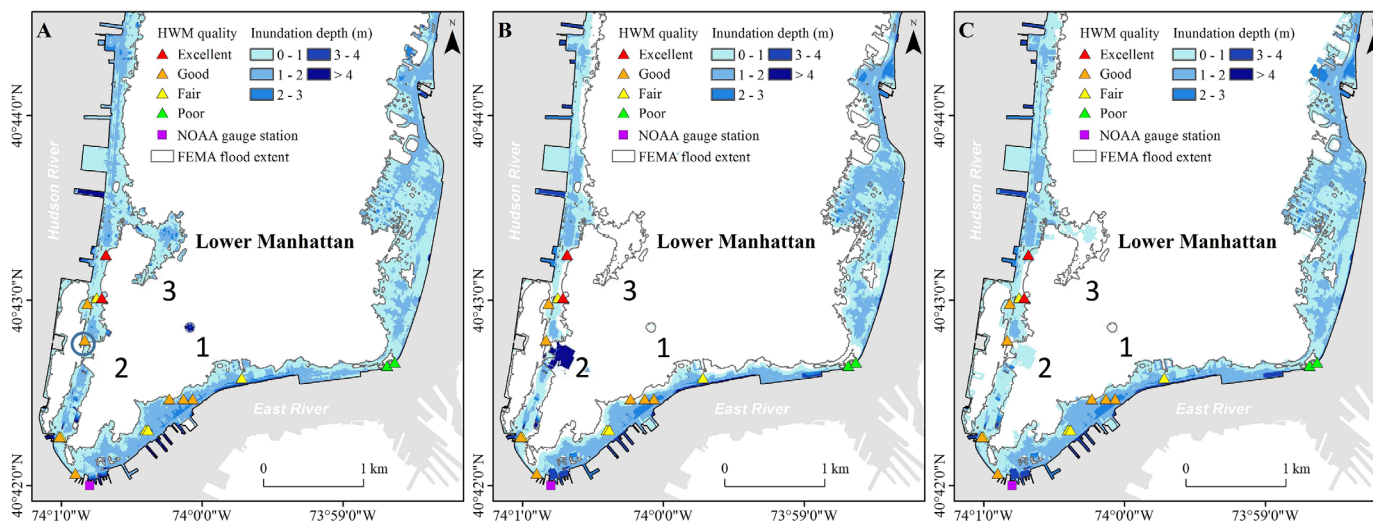 A
HWM quality
Excellent
Good
Fair
Poor
NOAA gauge station
FEMA flood extent
Inundation depth (m)
0 - 1
1 - 2
2 - 3
3 - 4
> 4
N
40°44'0"N
40°43'0"N
40°42'0"N
Hudson River
Lower Manhattan
3
1
2
East River
0
1 km
74°1'0"W
74°0'0"W
73°59'0"W
B
HWM quality
Excellent
Good
Fair
Poor
NOAA gauge station
FEMA flood extent
Inundation depth (m)
0 - 1
1 - 2
2 - 3
3 - 4
> 4
N
40°44'0"N
40°43'0"N
40°42'0"N
Hudson River
Lower Manhattan
3
1
2
East River
0
1 km
74°1'0"W
74°0'0"W
73°59'0"W
C
HWM quality
Excellent
Good
Fair
Poor
NOAA gauge station
FEMA flood extent
Inundation depth (m)
0 - 1
1 - 2
2 - 3
3 - 4
> 4
N
40°44'0"N
40°43'0"N
40°42'0"N
Hudson River
Lower Manhattan
3
1
2
East River
0
1 km
74°1'0"W
74°0'0"W
73°59'0"W